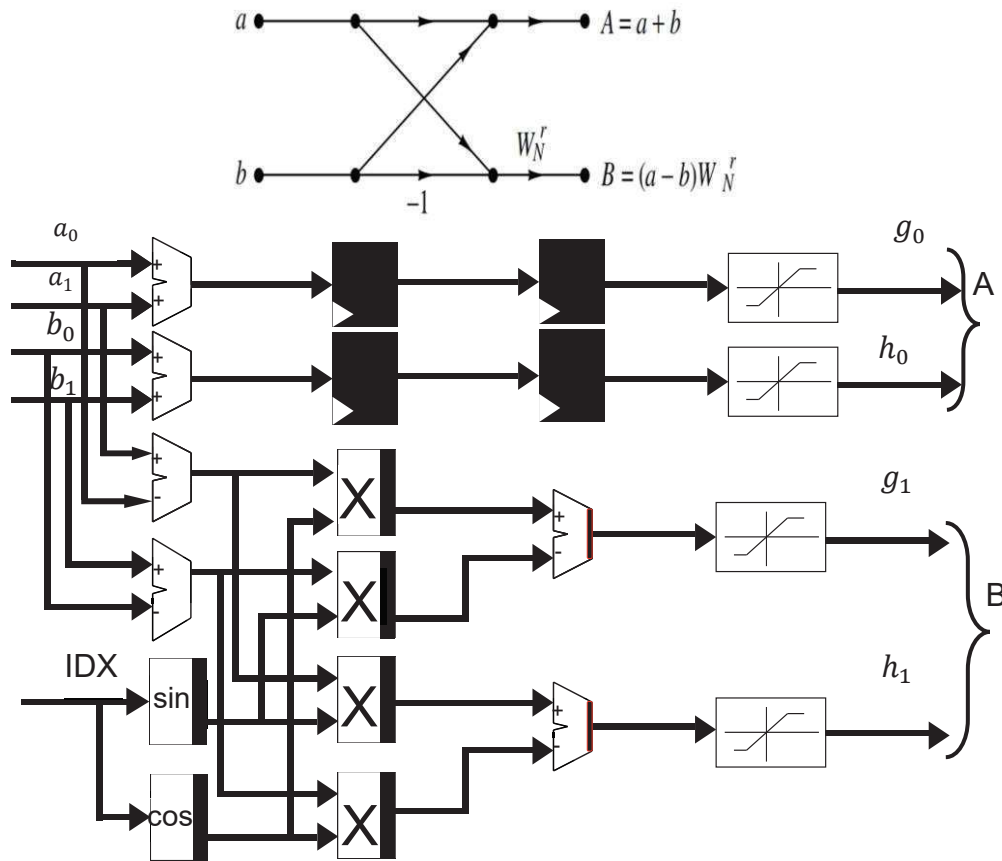 a
A = a + b
W_N^r
b
-1
B = (a - b)W_N^r
a₀
a₁
b₀
b₁
+
+
+
+
+
-
+
-
g₀
h₀
A
X
X
X
X
+
-
+
-
g₁
h₁
B
IDX
sin
cos